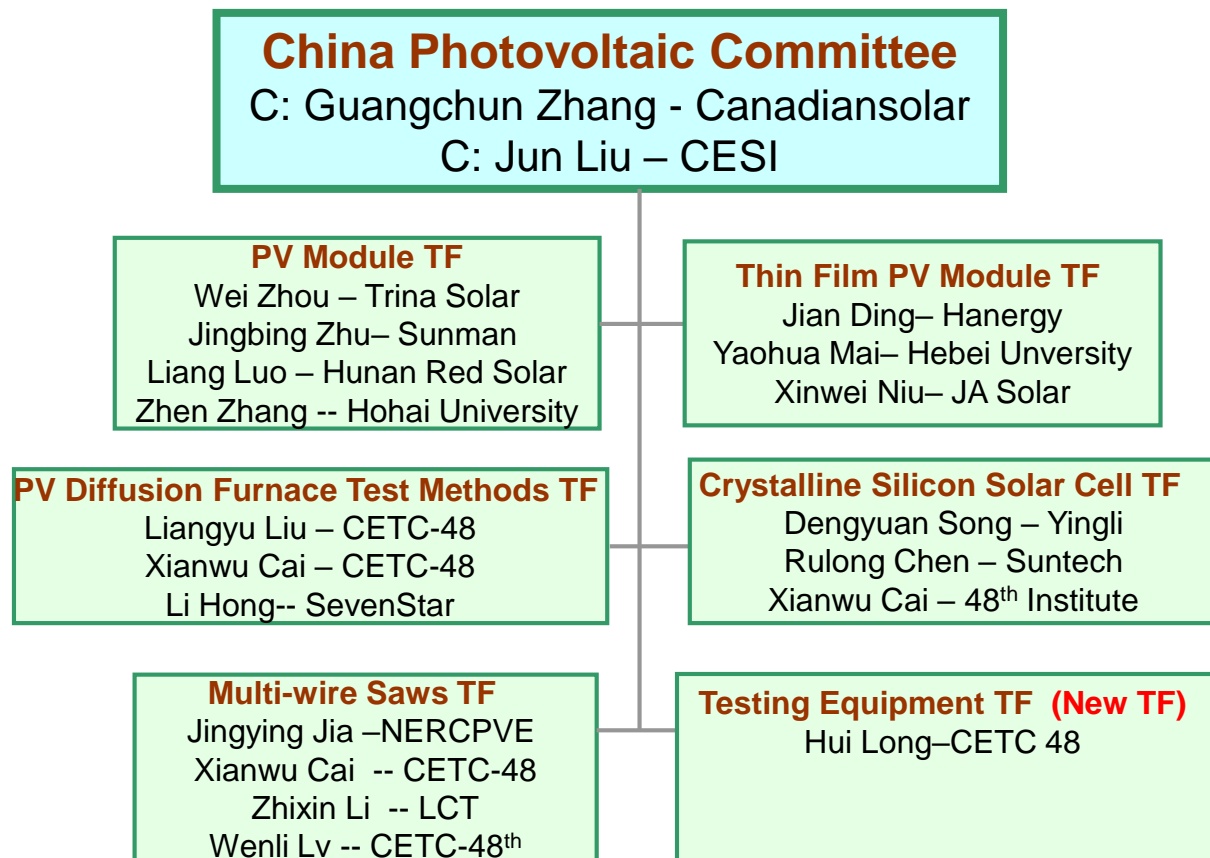 China Photovoltaic Committee
C: Guangchun Zhang - Canadiansolar
C: Jun Liu – CESI
PV Module TF
Wei Zhou – Trina Solar
Jingbing Zhu– Sunman
Liang Luo – Hunan Red Solar
Zhen Zhang -- Hohai University
Thin Film PV Module TF
Jian Ding– Hanergy
Yaohua Mai– Hebei Unversity
Xinwei Niu– JA Solar
PV Diffusion Furnace Test Methods TF
Liangyu Liu – CETC-48
Xianwu Cai – CETC-48
Li Hong-- SevenStar
Crystalline Silicon Solar Cell TF
Dengyuan Song – Yingli
Rulong Chen – Suntech
Xianwu Cai – 48th Institute
Multi-wire Saws TF
Jingying Jia –NERCPVE
Xianwu Cai -- CETC-48
Zhixin Li -- LCT
Wenli Lv -- CETC-48th
Testing Equipment TF (New TF)
Hui Long–CETC 48